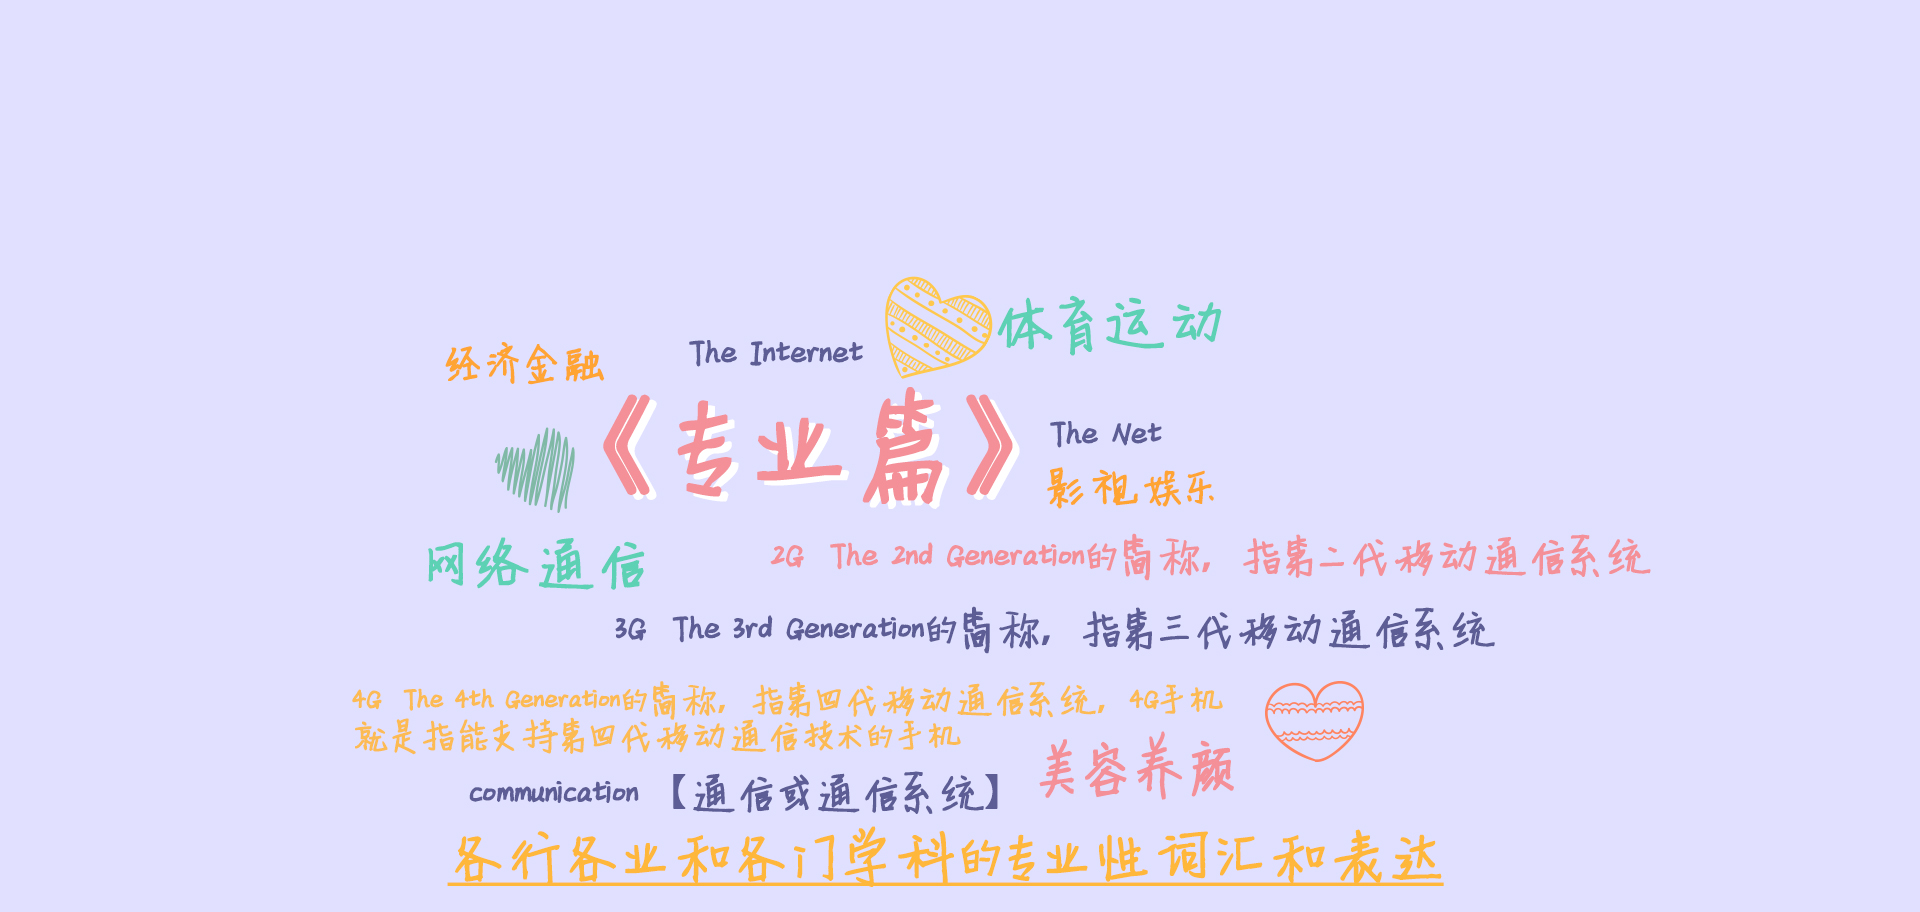 体育运动
The Internet
经济金融
《专业篇》
The Net
影视娱乐
网络通信
2G The 2nd Generation的简称, 指第二代移动通信系统
3G The 3rd Generation的简称, 指第三代移动通信系统
4G The 4th Generation的简称, 指第四代移动通信系统, 4G手机
就是指能支持第四代移动通信技术的手机
美容养颜
communication 【通信或通信系统】
各行各业和各门学科的专业性词汇和表达